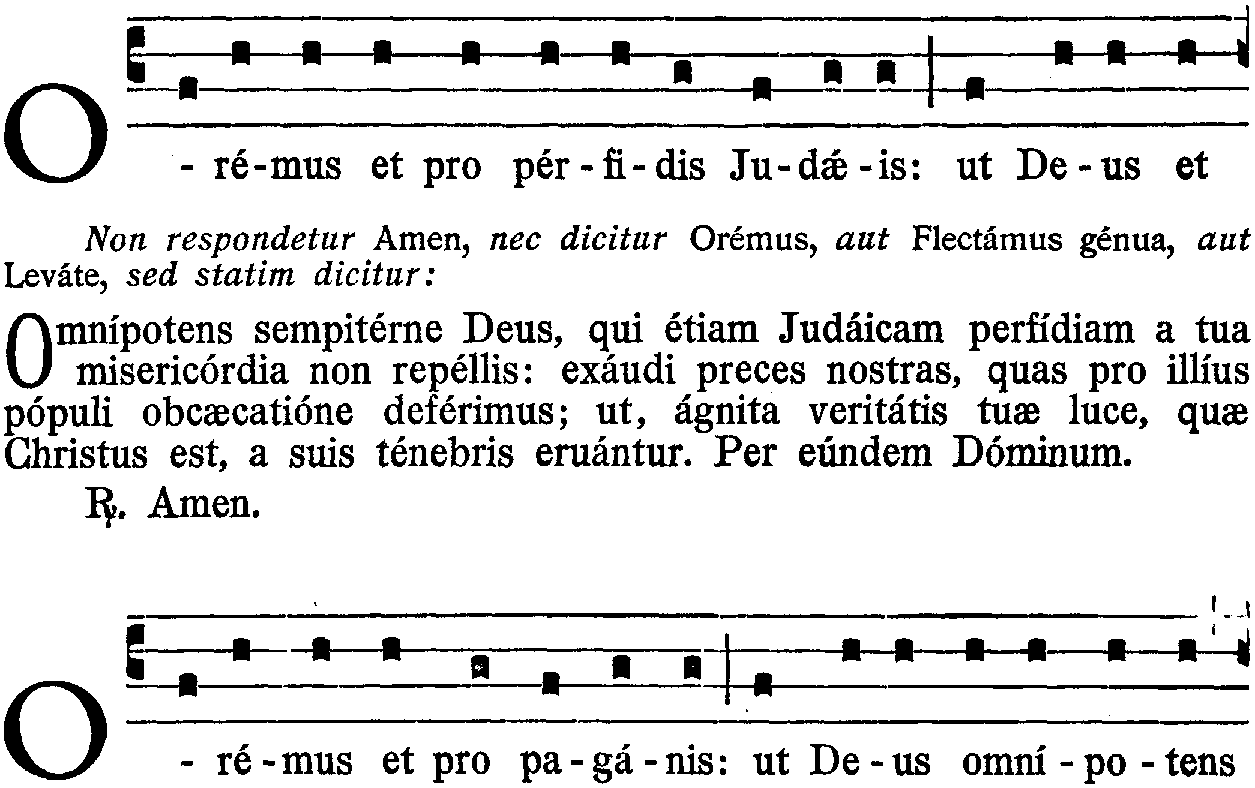 O - ré-mus et pro pér-fi-dis Ju-dǽ-is: ut De-us et
Non respondetur Amen, nec dicitur Orémus, aut Flectámus génua, aut
Leváte, sed statim dicitur:
Omnípotens sempitérne Deus, qui étiam Judáicam perfídiam a tua
misericórdia non repéllis: exáudi preces nostras, quas pro illíus
pópuli obcæcatióne deférimus; ut, ágnita veritátis tuæ luce, quæ
Christus est, a suis ténebris eruántur. Per eúndem Dóminum.
℟. Amen.
O - ré-mus et pro pa-gá-nis: ut De-us omní-po-tens